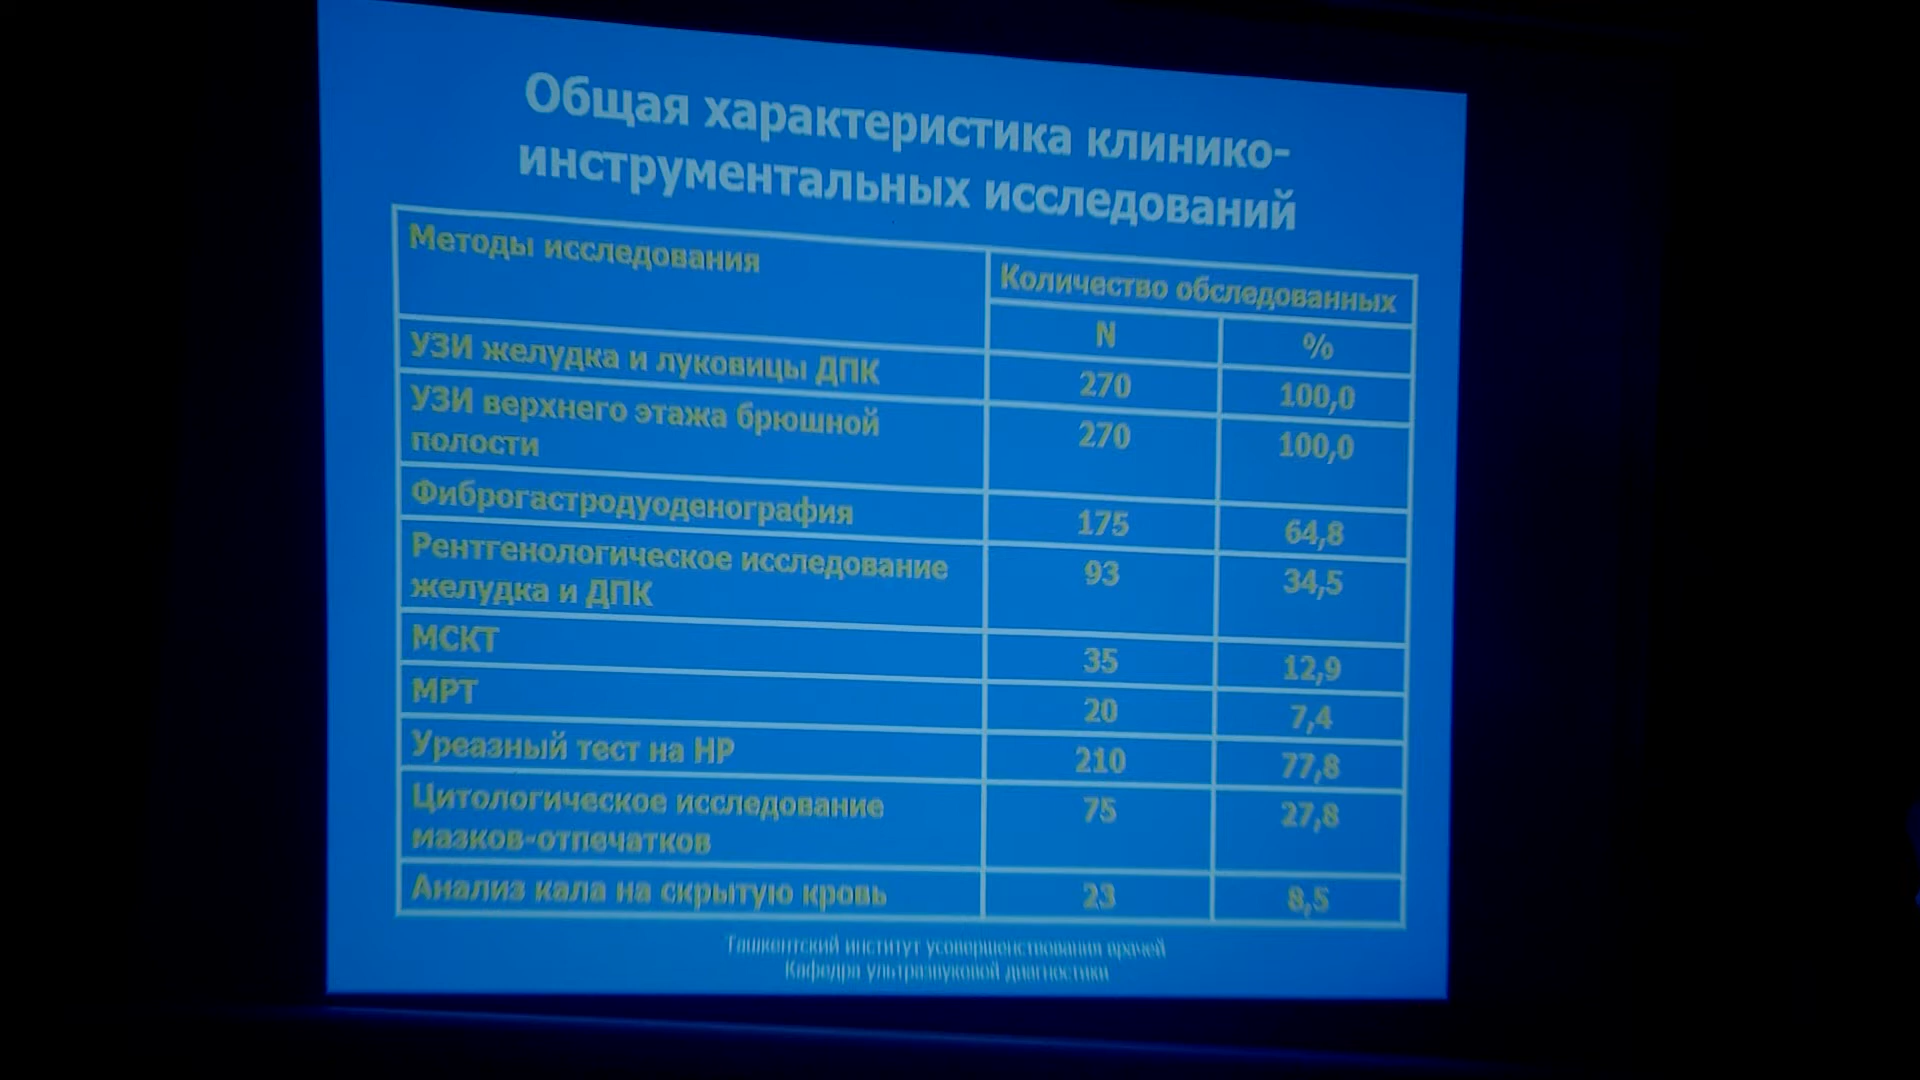 Общая характеристика клинико-
инструментальных исследований
Методы исследования
Количество обследованных
N
%
УЗИ желудка и луковицы ДПК
270
100,0
УЗИ верхнего этажа брюшной
полости
270
100,0
Фиброгастродуоденография
175
64,8
Рентгенологическое исследование
желудка и ДПК
93
34,5
МСКТ
35
12,9
МРТ
20
7,4
Уреазный тест на НР
210
77,8
Цитологическое исследование
мазков-отпечатков
75
27,8
Анализ кала на скрытую кровь
23
8,5
Ташкентский институт усовершенствования врачей
Кафедра ультразвуковой диагностики